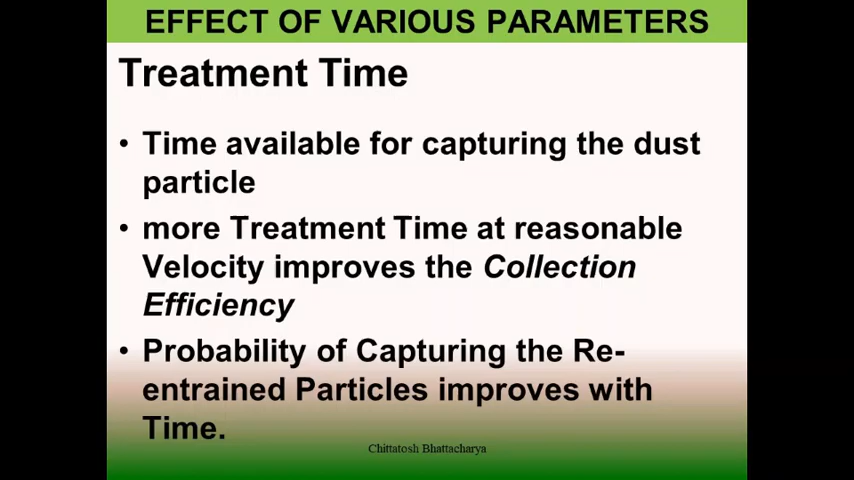 EFFECT OF VARIOUS PARAMETERS
Treatment Time
• Time available for capturing the dust
particle
• more Treatment Time at reasonable
Velocity improves the Collection
Efficiency
• Probability of Capturing the Re-
entrained Particles improves with
Time.
Chittatosh Bhattacharya